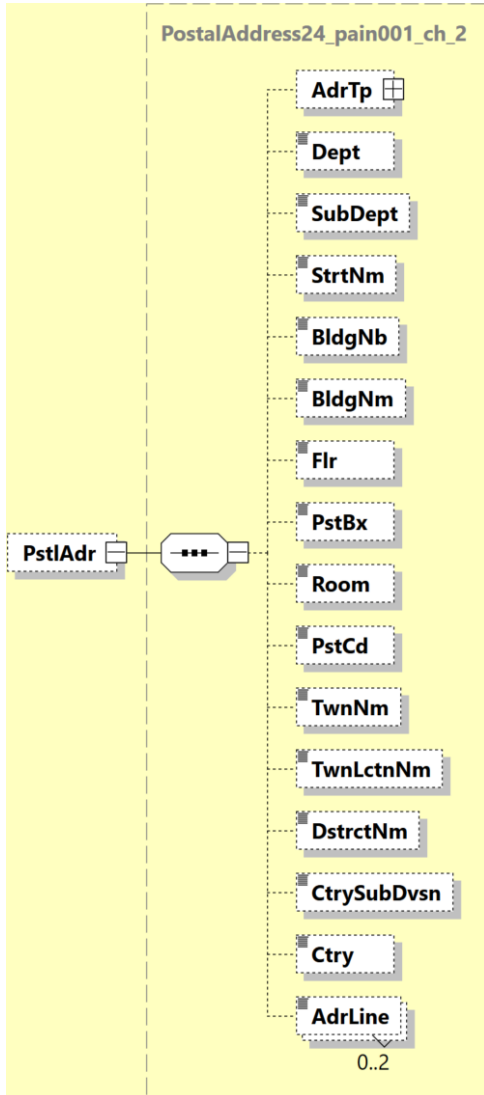 PostalAddress24_pain001_ch_2
AdrTp
Dept
SubDept
StrtNm
BldgNb
BldgNm
Flr
PstBx
PstlAdr
Room
PstCd
TwnNm
TwnLctnNm
DstrctNm
CtrySubDvsn
Ctry
AdrLine
0..2